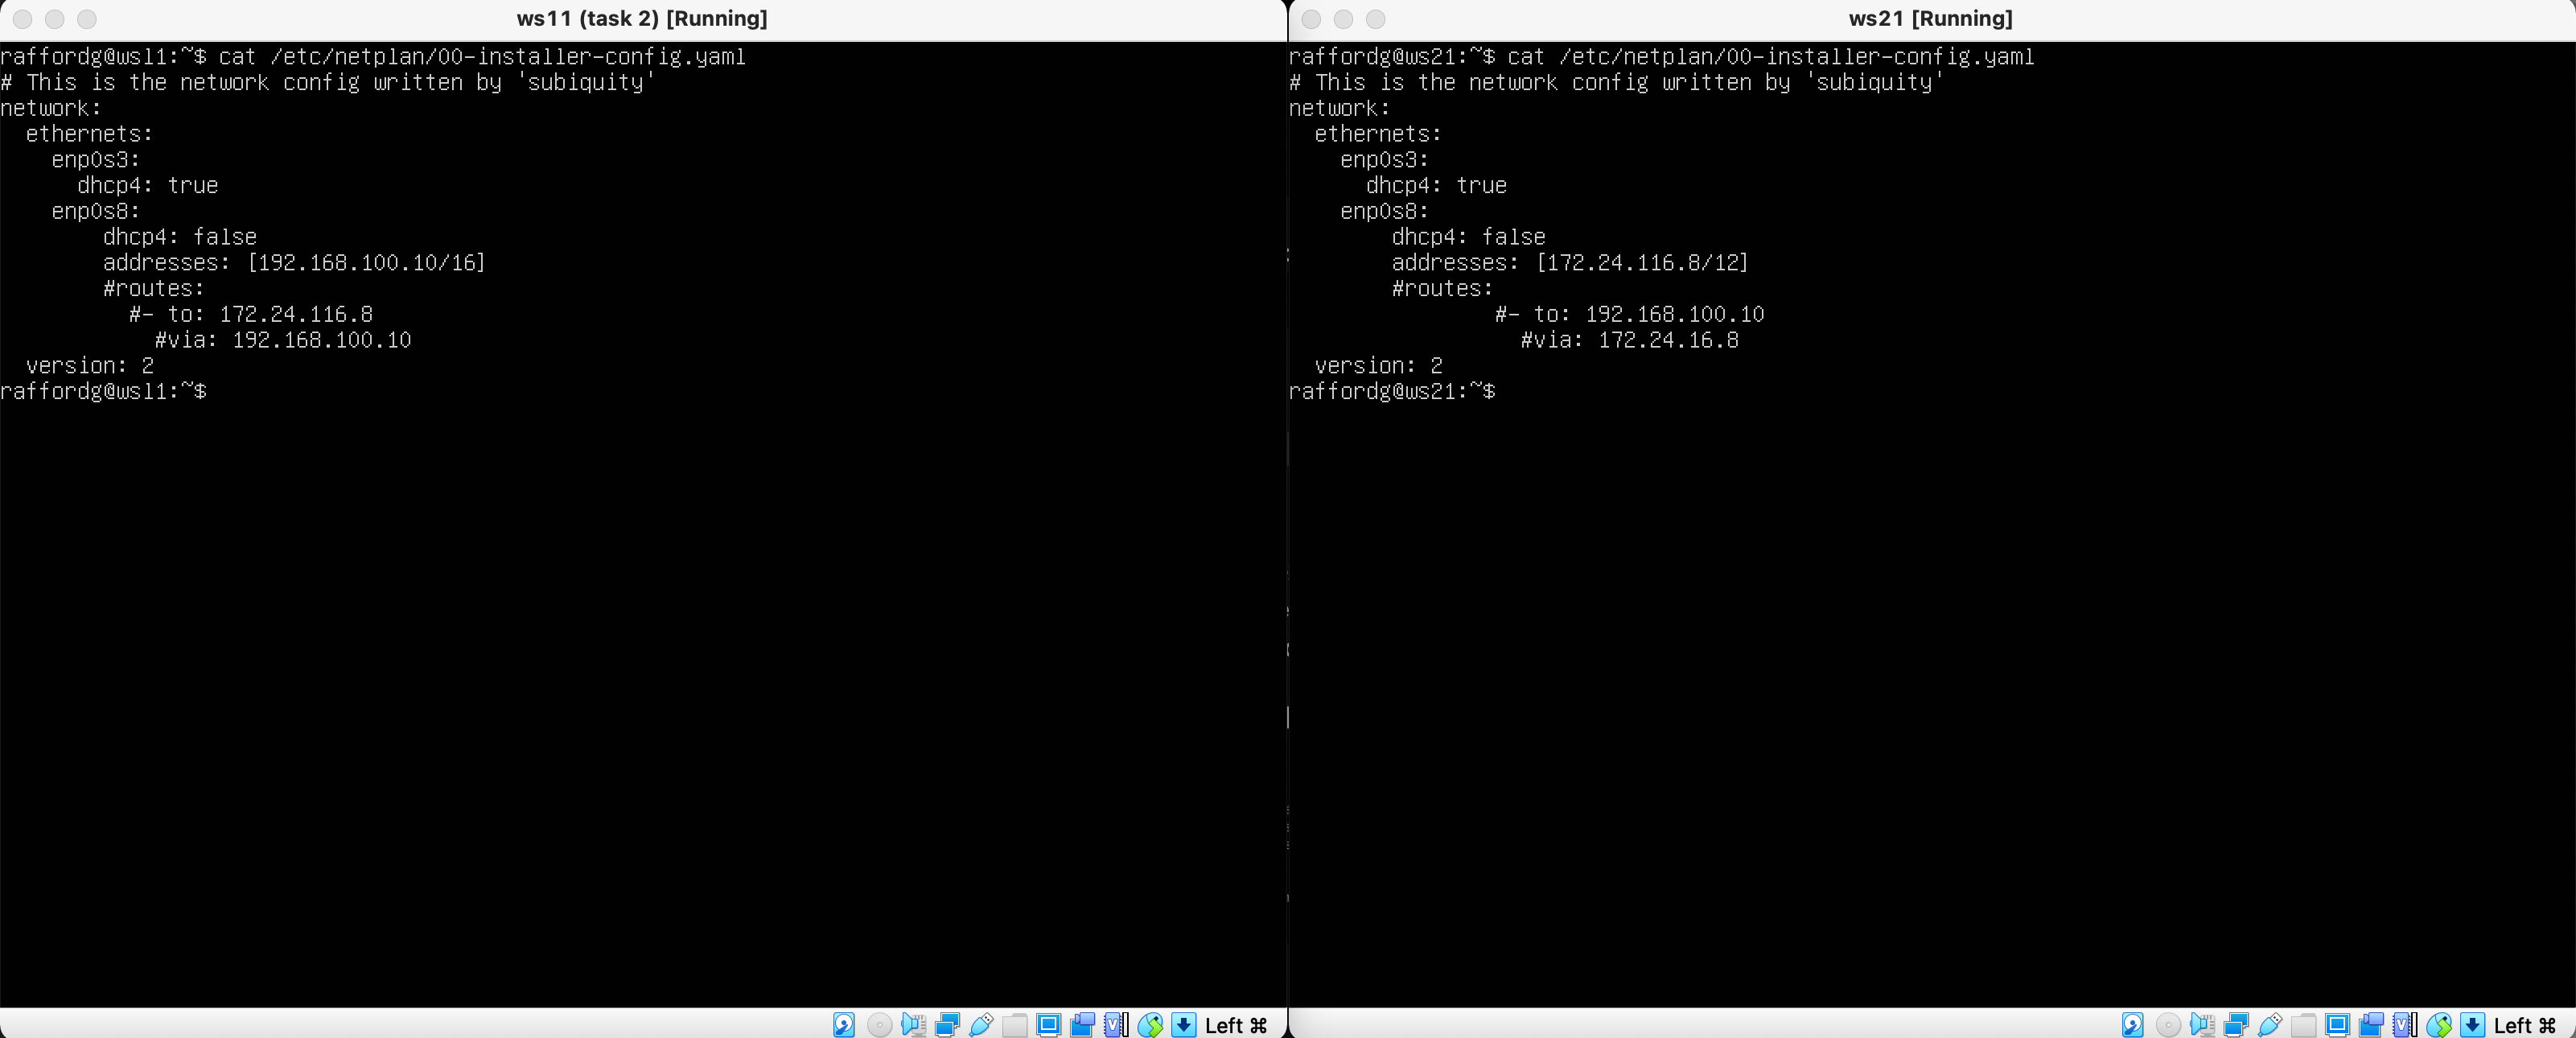 ws11 (task 2) [Running]
raffordg@wsl1:~$ cat /etc/netplan/00-installer-config.yaml
# This is the network config written by 'subiquity'
network:
  ethernets:
    enp0s3:
      dhcp4: true
    enp0s8:
        dhcp4: false
        addresses: [192.168.100.10/16]
        #routes:
          #- to: 172.24.116.8
            #via: 192.168.100.10
  version: 2
raffordg@wsl1:~$
Left ⌘
ws21 [Running]
raffordg@ws21:~$ cat /etc/netplan/00-installer-config.yaml
# This is the network config written by 'subiquity'
network:
  ethernets:
    enp0s3:
      dhcp4: true
    enp0s8:
        dhcp4: false
        addresses: [172.24.116.8/12]
        #routes:
                #- to: 192.168.100.10
                  #via: 172.24.16.8
  version: 2
raffordg@ws21:~$
Left ⌘